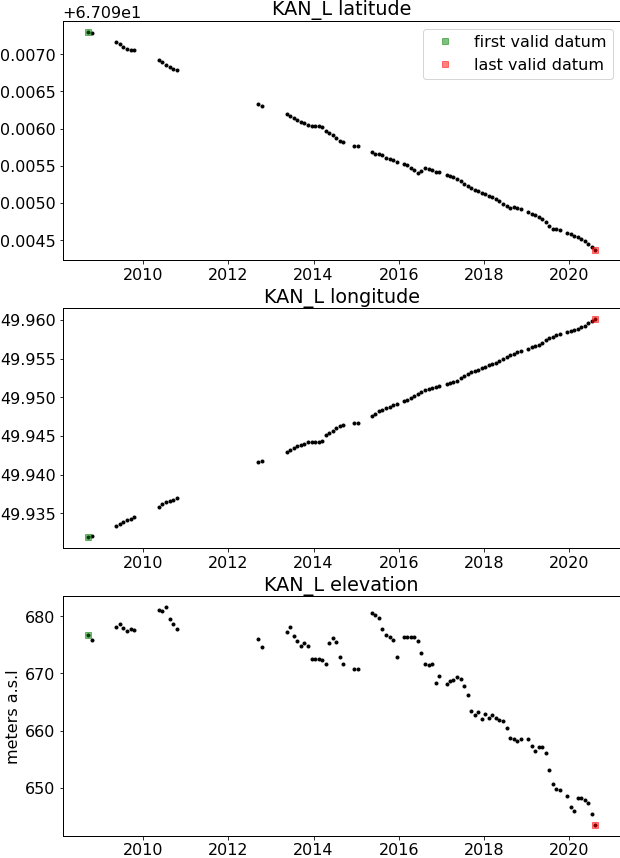 KAN_L latitude
+6.709e1
first valid datum
last valid datum
0.0070
0.0065
0.0060
0.0055
0.0050
0.0045
2010 2012 2014 2016 2018 2020
KAN_L longitude
49.960
49.955
49.950
49.945
49.940
49.935
2010 2012 2014 2016 2018 2020
KAN_L elevation
meters a.s.l
680
670
660
650
2010 2012 2014 2016 2018 2020